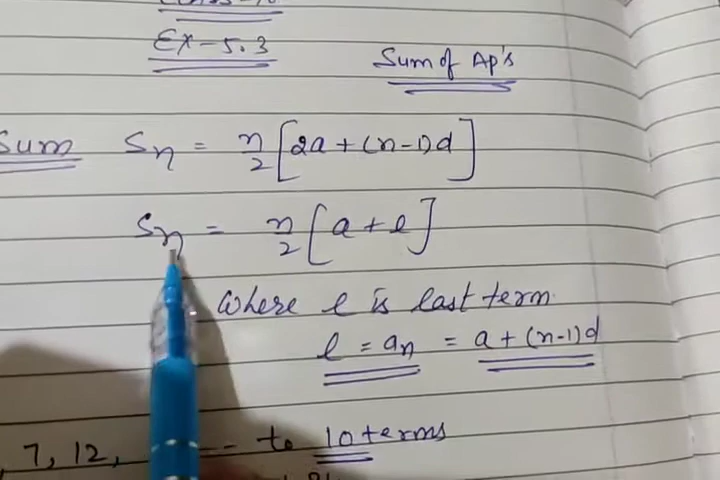 Ex-5.3
Sum of Ap's
Sum Sn = n/2 [2a + (n-1)d]
Sn = n/2 [a + l]
Where l is last term.
l = an = a + (n-1)d
7, 12, ---- to 10 terms